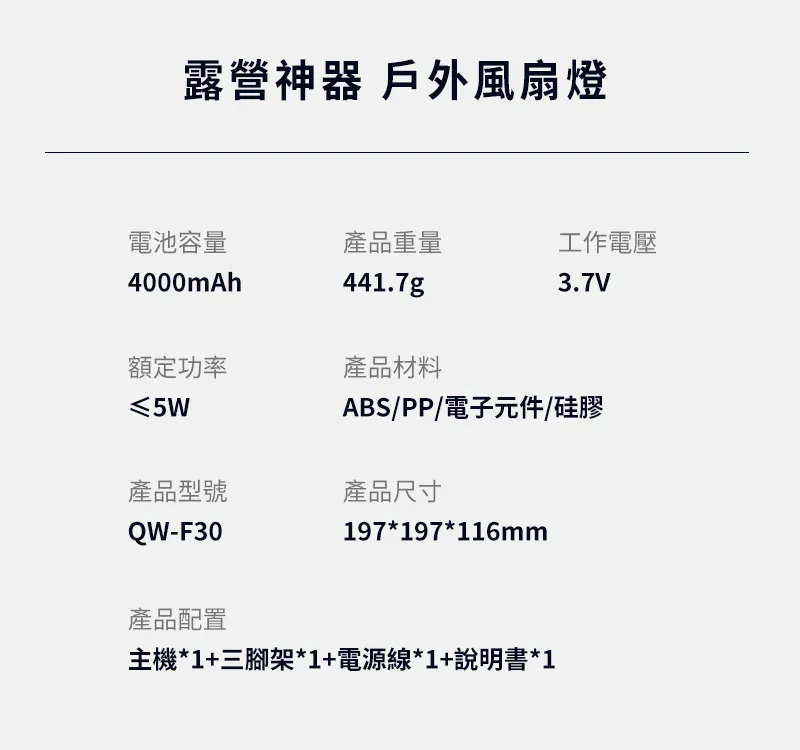 露營神器 戶外風扇燈
電池容量 產品重量 工作電壓
4000mAh 441.7g 3.7V
額定功率 產品材料
≤5W ABS/PP/電子元件/硅膠
產品型號 產品尺寸
QW-F30 197*197*116mm
產品配置
主機*1+三腳架*1+電源線*1+說明書*1